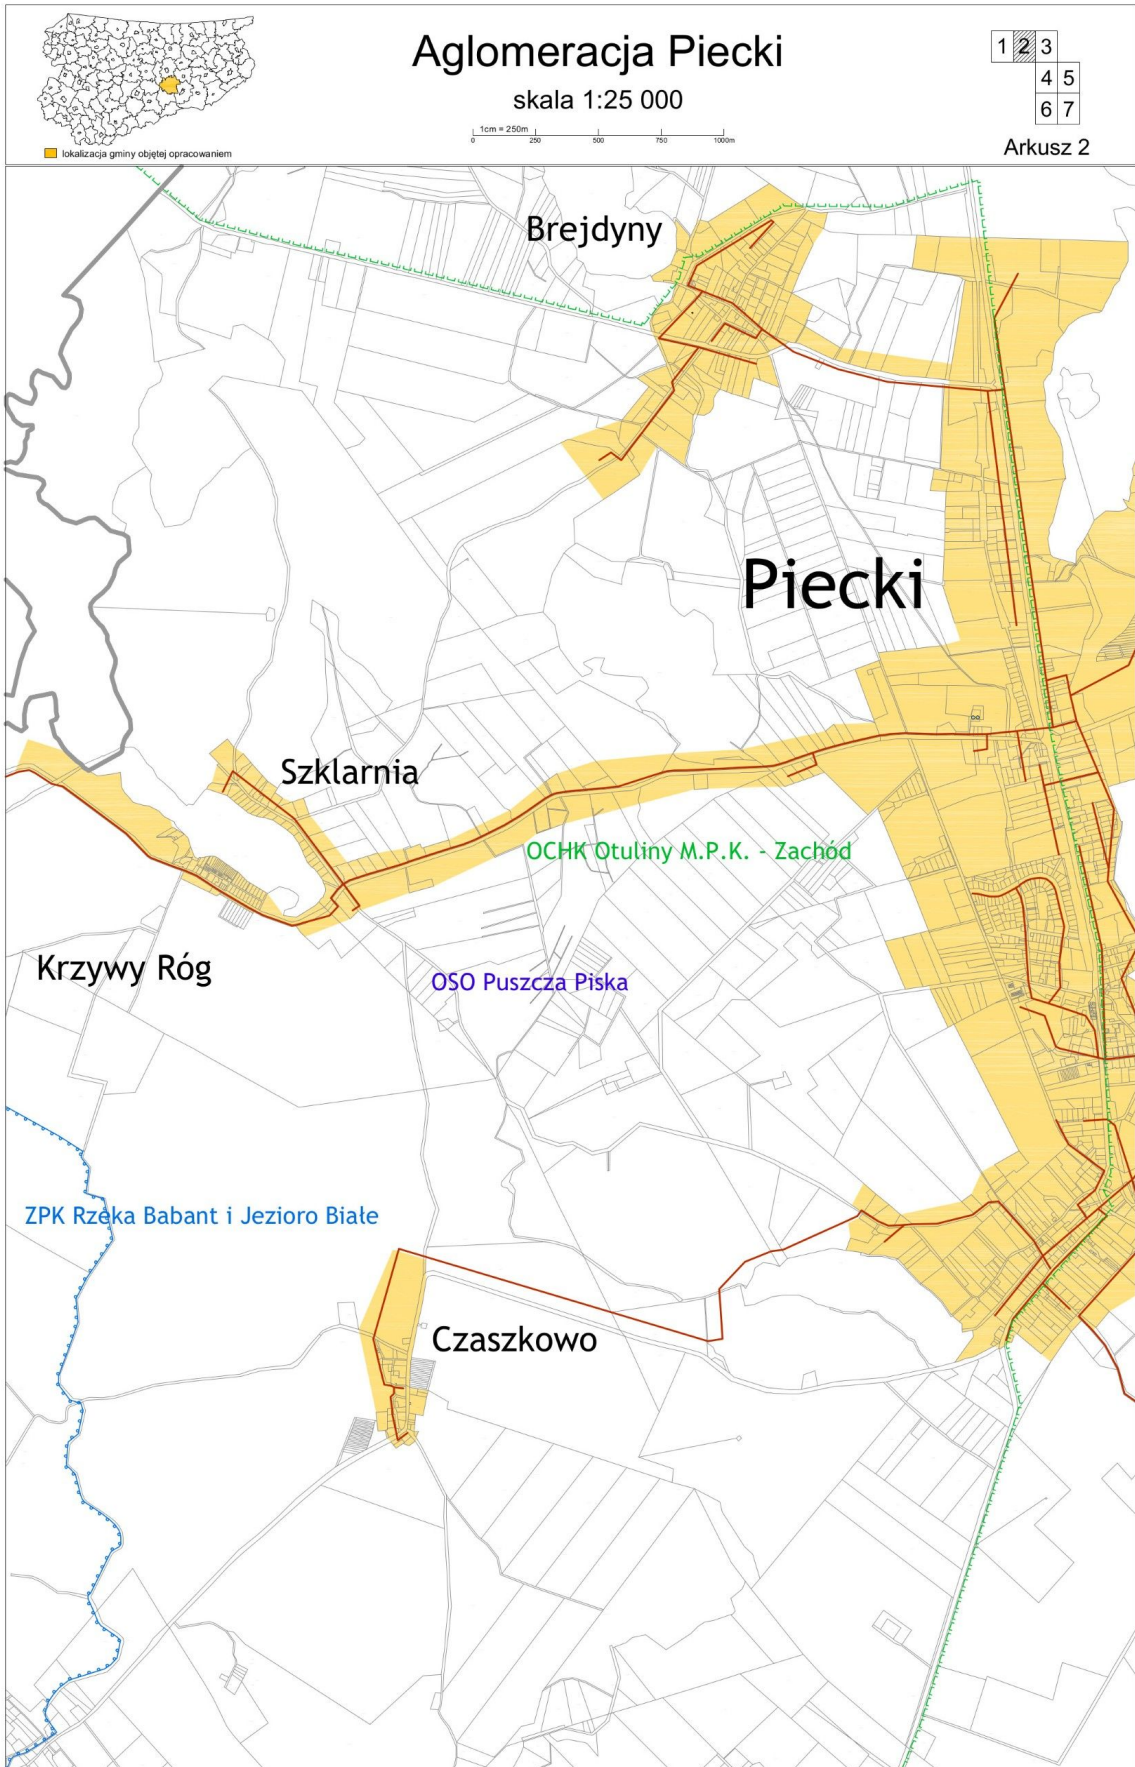 Aglomeracja Piecki
skala 1:25 000
1cm = 250m
0 250 500 750 1000m
lokalizacja gminy objętej opracowaniem
1 2 3
4 5
6 7
Arkusz 2
Brejdyny
Piecki
Szklarnia
OCHK Otuliny M.P.K. - Zachód
Krzywy Róg
OSO Puszcza Piska
ZPK Rzeka Babant i Jezioro Białe
Czaszkowo